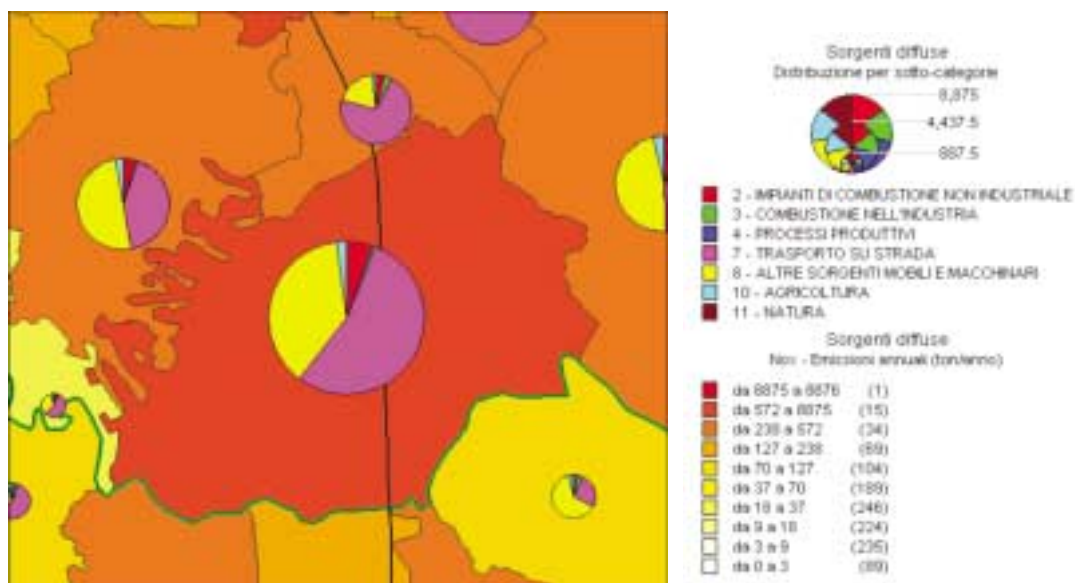 Sorgenti diffuse
Distribuzione per sotto-categorie
8,875
4,437.5
887.5
2 - IMPIANTI DI COMBUSTIONE NON INDUSTRIALE
3 - COMBUSTIONE NELL'INDUSTRIA
4 - PROCESSI PRODUTTIVI
7 - TRASPORTO SU STRADA
8 - ALTRE SORGENTI MOBILI E MACCHINARI
10 - AGRICOLTURA
11 - NATURA
Sorgenti diffuse
Nox - Emissioni annuali (ton/anno)
da 8875 a 8876 (1)
da 572 a 8875 (15)
da 238 a 572 (34)
da 127 a 238 (69)
da 70 a 127 (104)
da 37 a 70 (189)
da 18 a 37 (246)
da 9 a 18 (224)
da 3 a 9 (235)
da 0 a 3 (89)